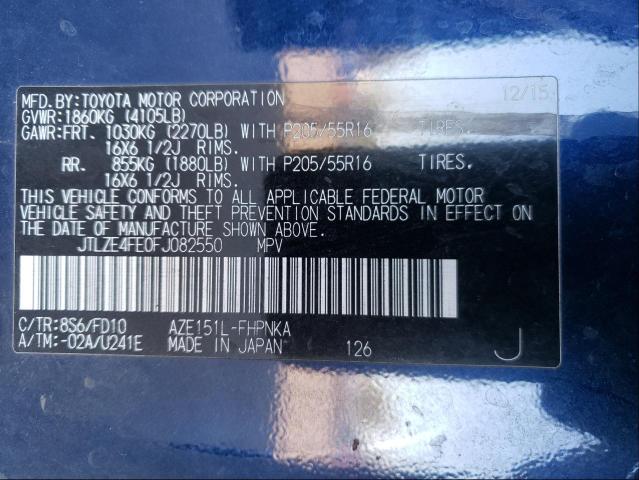 MFD.BY:TOYOTA MOTOR CORPORATION 12/15
GVWR:1860KG (4105LB)
GAWR:FRT. 1030KG (2270LB) WITH P205/55R16 TIRES.
16X6 1/2J RIMS.
RR. 855KG (1880LB) WITH P205/55R16 TIRES.
16X6 1/2J RIMS.
THIS VEHICLE CONFORMS TO ALL APPLICABLE FEDERAL MOTOR
VEHICLE SAFETY AND THEFT PREVENTION STANDARDS IN EFFECT ON
THE DATE OF MANUFACTURE SHOWN ABOVE.
JTLZE4FE0FJ082550 MPV
C/TR:8S6/FD10 AZE151L-FHPNKA
A/TM:-02A/U241E MADE IN JAPAN 126 J